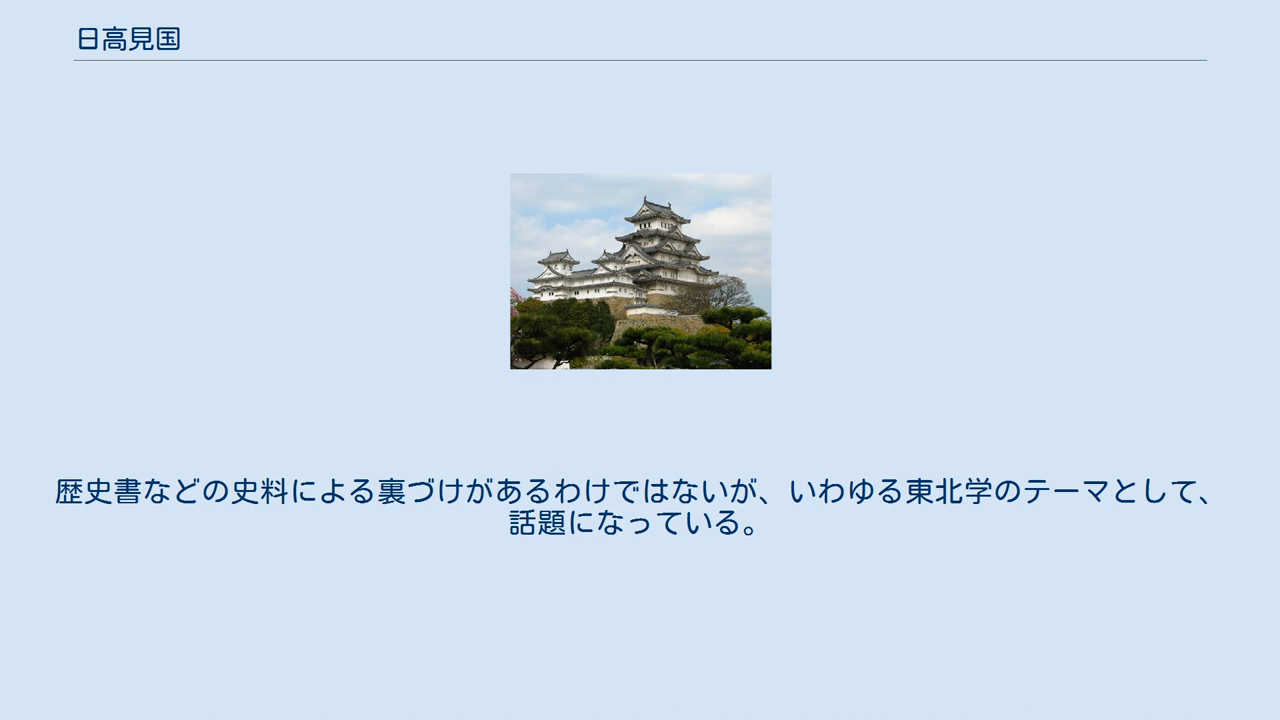 日高見国
歴史書などの史料による裏づけがあるわけではないが、いわゆる東北学のテーマとして、
話題になっている。